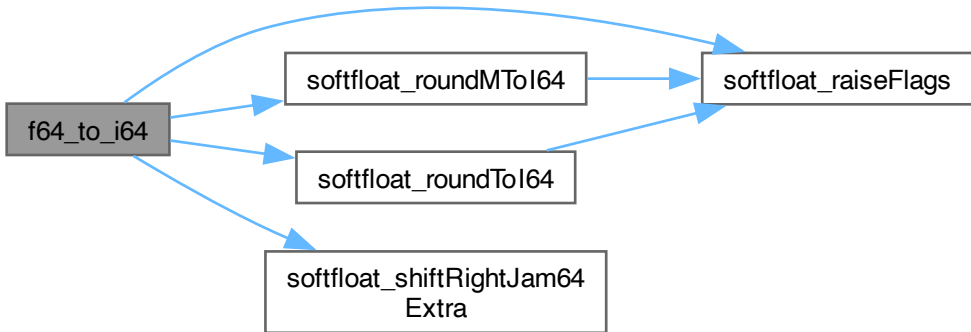 softfloat_roundMToI64
softfloat_raiseFlags
f64_to_i64
softfloat_roundToI64
softfloat_shiftRightJam64
Extra